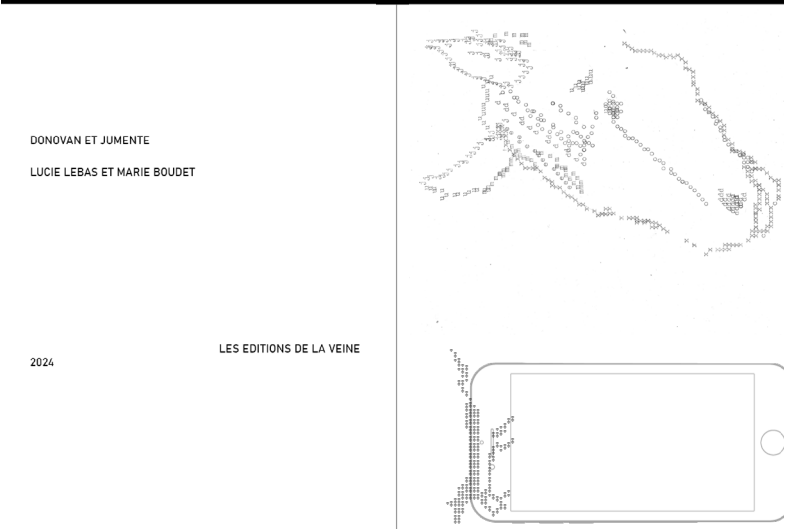 DONOVAN ET JUMENTE
LUCIE LEBAS ET MARIE BOUDET
LES EDITIONS DE LA VEINE
2024